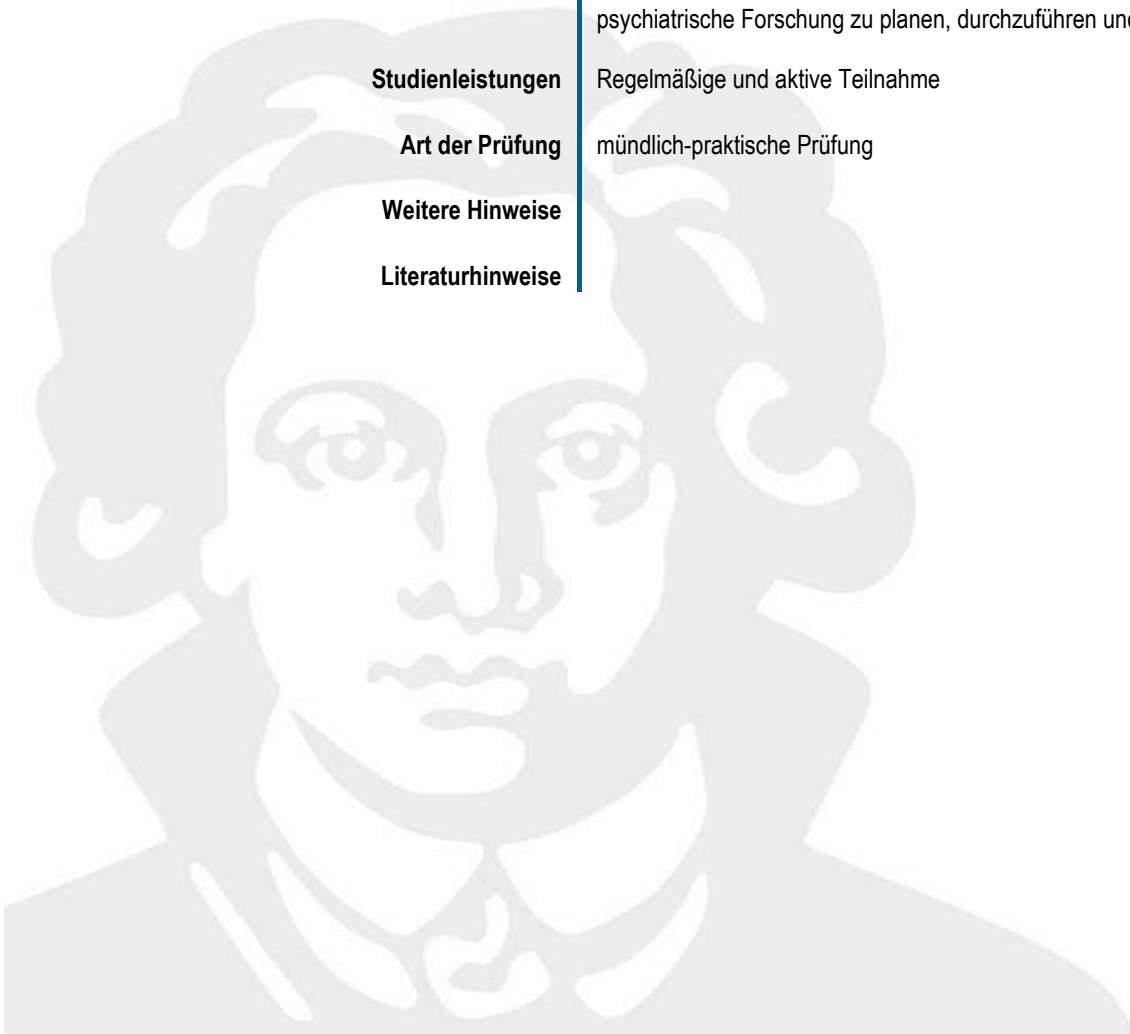 psychiatrische Forschung zu planen, durchzuführen und
Studienleistungen Regelmäßige und aktive Teilnahme
Art der Prüfung mündlich-praktische Prüfung
Weitere Hinweise
Literaturhinweise